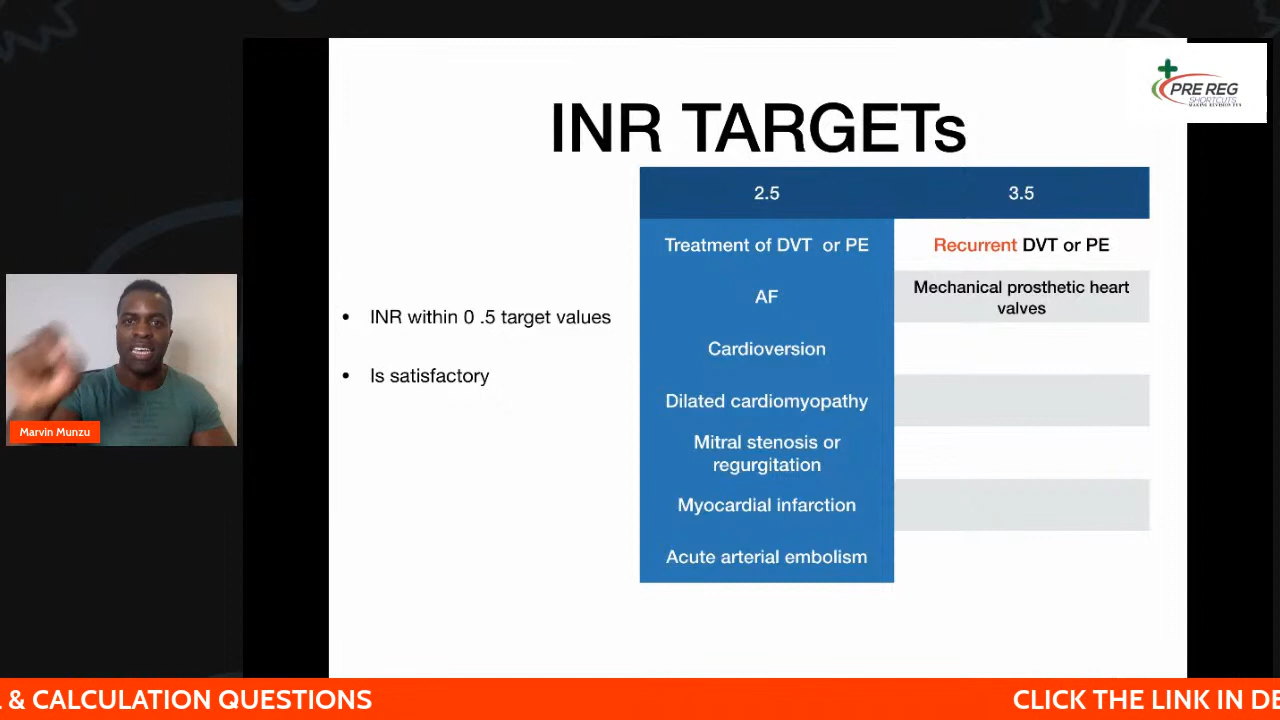 PRE REG
SHORTCUTS
INR TARGETs
2.5
3.5
Treatment of DVT or PE
Recurrent DVT or PE
AF
Mechanical prosthetic heart
valves
• INR within 0 .5 target values
Cardioversion
• Is satisfactory
Dilated cardiomyopathy
Mitral stenosis or
regurgitation
Myocardial infarction
Acute arterial embolism
Marvin Munzu
& CALCULATION QUESTIONS
CLICK THE LINK IN DE